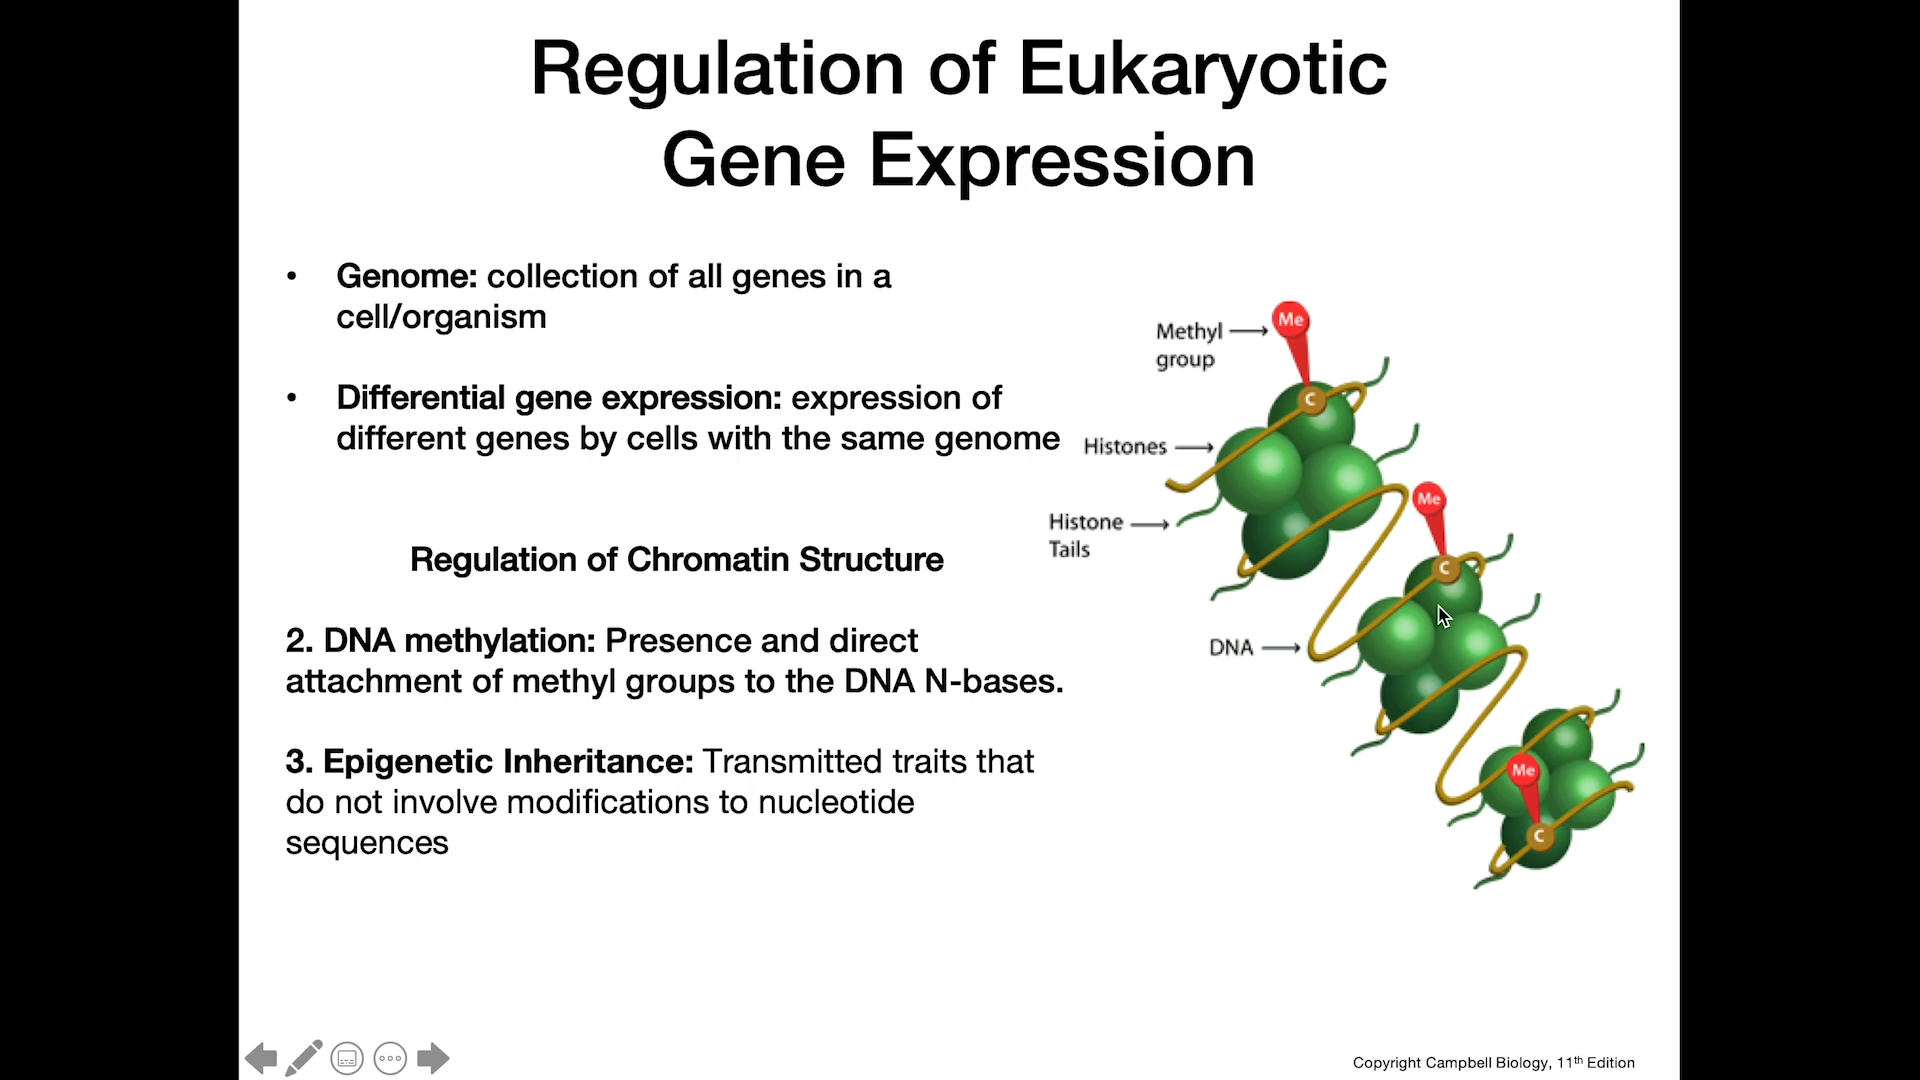 Regulation of Eukaryotic
Gene Expression
• Genome: collection of all genes in a
cell/organism
• Differential gene expression: expression of
different genes by cells with the same genome
Regulation of Chromatin Structure
2. DNA methylation: Presence and direct
attachment of methyl groups to the DNA N-bases.
3. Epigenetic Inheritance: Transmitted traits that
do not involve modifications to nucleotide
sequences
Me
Methyl
group
C
Histones
Me
Histone
Tails
C
DNA
Me
C
Copyright Campbell Biology, 11th Edition